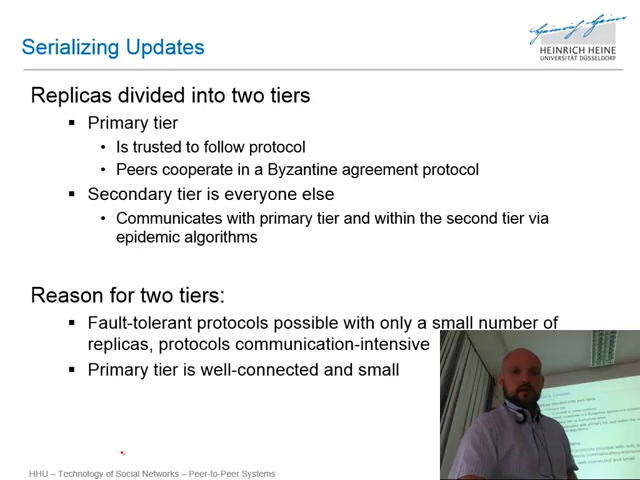 Serializing Updates
HEINRICH HEINE
UNIVERSITÄT DÜSSELDORF
Replicas divided into two tiers
▪ Primary tier
• Is trusted to follow protocol
• Peers cooperate in a Byzantine agreement protocol
▪ Secondary tier is everyone else
• Communicates with primary tier and within the second tier via
epidemic algorithms
Reason for two tiers:
▪ Fault-tolerant protocols possible with only a small number of
replicas, protocols communication-intensive
▪ Primary tier is well-connected and small
HHU – Technology of Social Networks – Peer-to-Peer Systems